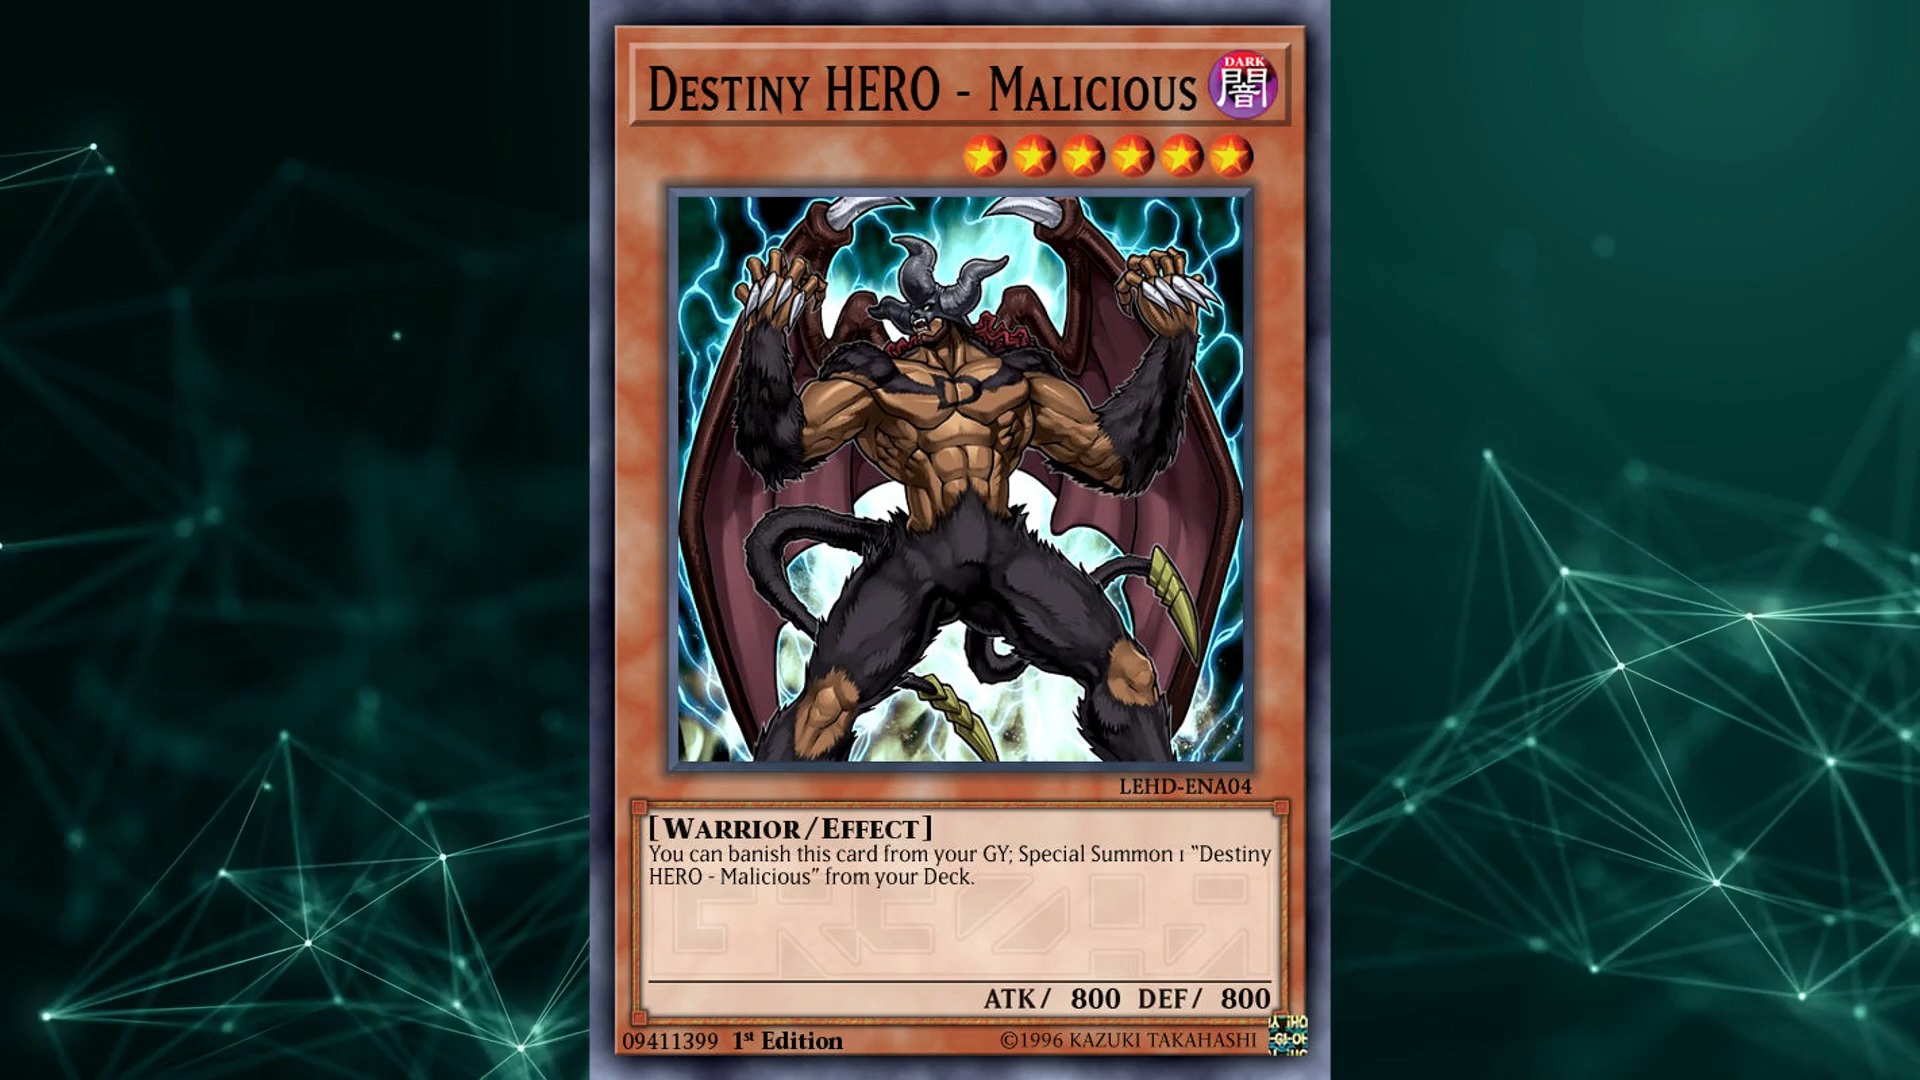 DESTINY HERO - MALICIOUS
DARK
闇
D
LEHD-ENA04
[WARRIOR/EFFECT]
You can banish this card from your GY; Special Summon 1 "Destiny
HERO - Malicious" from your Deck.
ATK/ 800 DEF/ 800
09411399 1st Edition ©1996 KAZUKI TAKAHASHI